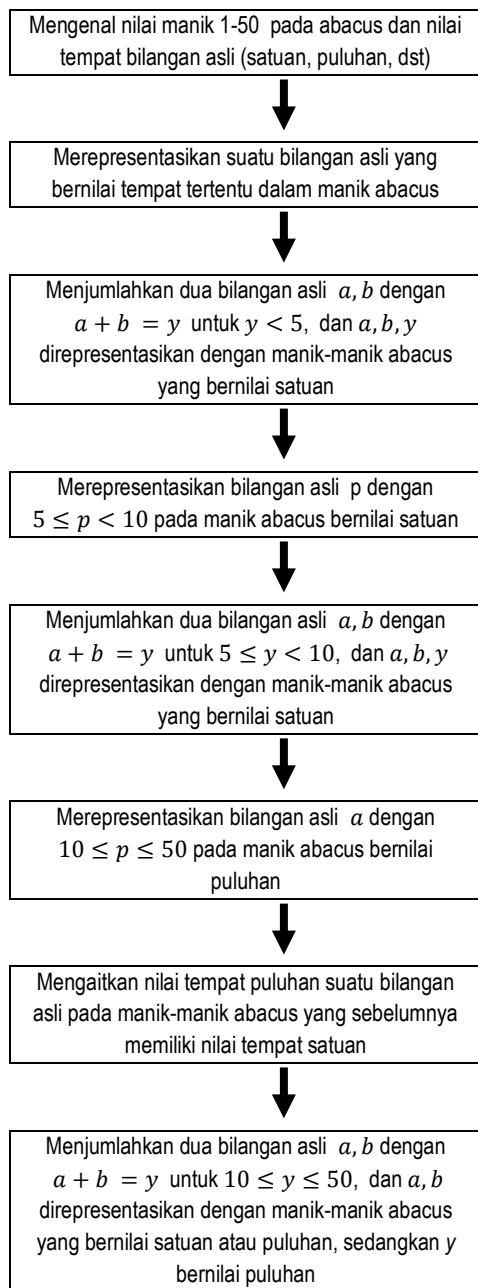 Mengenal nilai manik 1-50 pada abacus dan nilai
tempat bilangan asli (satuan, puluhan, dst)
Merepresentasikan suatu bilangan asli yang
bernilai tempat tertentu dalam manik abacus
Menjumlahkan dua bilangan asli a, b dengan
a + b = y untuk y < 5, dan a, b, y
direpresentasikan dengan manik-manik abacus
yang bernilai satuan
Merepresentasikan bilangan asli p dengan
5 ≤ p < 10 pada manik abacus bernilai satuan
Menjumlahkan dua bilangan asli a, b dengan
a + b = y untuk 5 ≤ y < 10, dan a, b, y
direpresentasikan dengan manik-manik abacus
yang bernilai satuan
Merepresentasikan bilangan asli a dengan
10 ≤ p ≤ 50 pada manik abacus bernilai
puluhan
Mengaitkan nilai tempat puluhan suatu bilangan
asli pada manik-manik abacus yang sebelumnya
memiliki nilai tempat satuan
Menjumlahkan dua bilangan asli a, b dengan
a + b = y untuk 10 ≤ y ≤ 50, dan a, b
direpresentasikan dengan manik-manik abacus
yang bernilai satuan atau puluhan, sedangkan y
bernilai puluhan